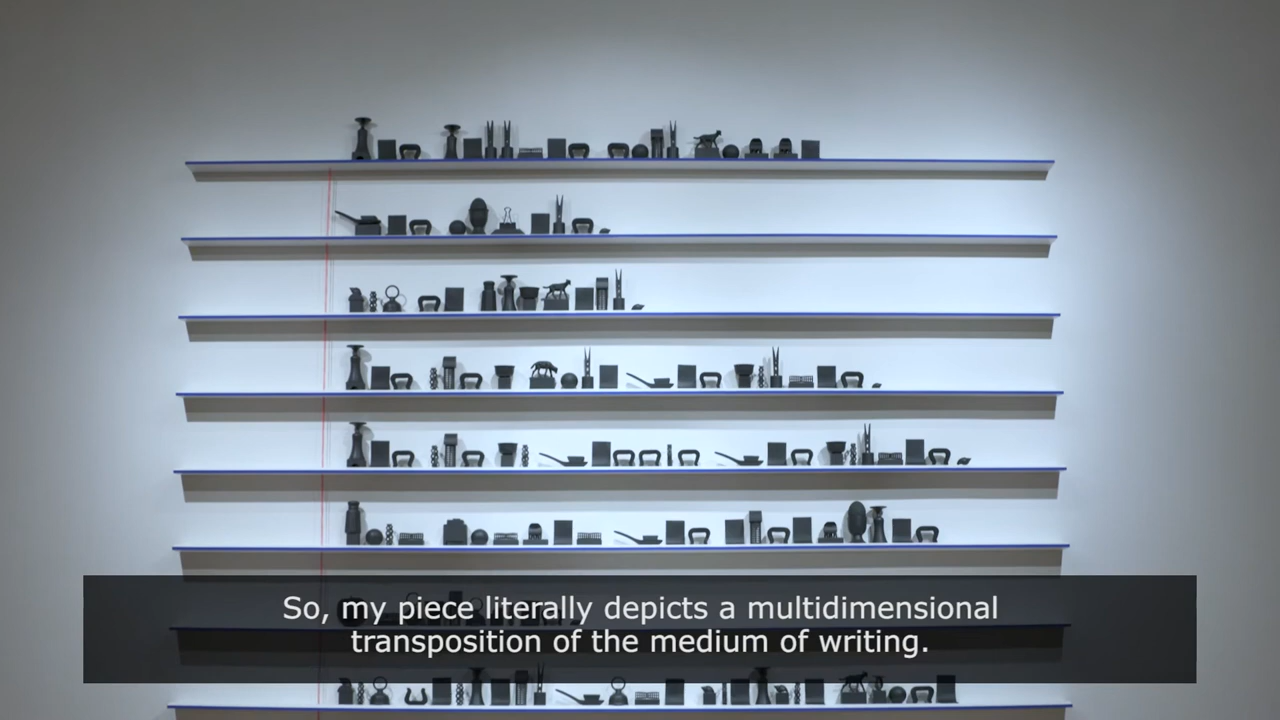 So, my piece literally depicts a multidimensional
transposition of the medium of writing.